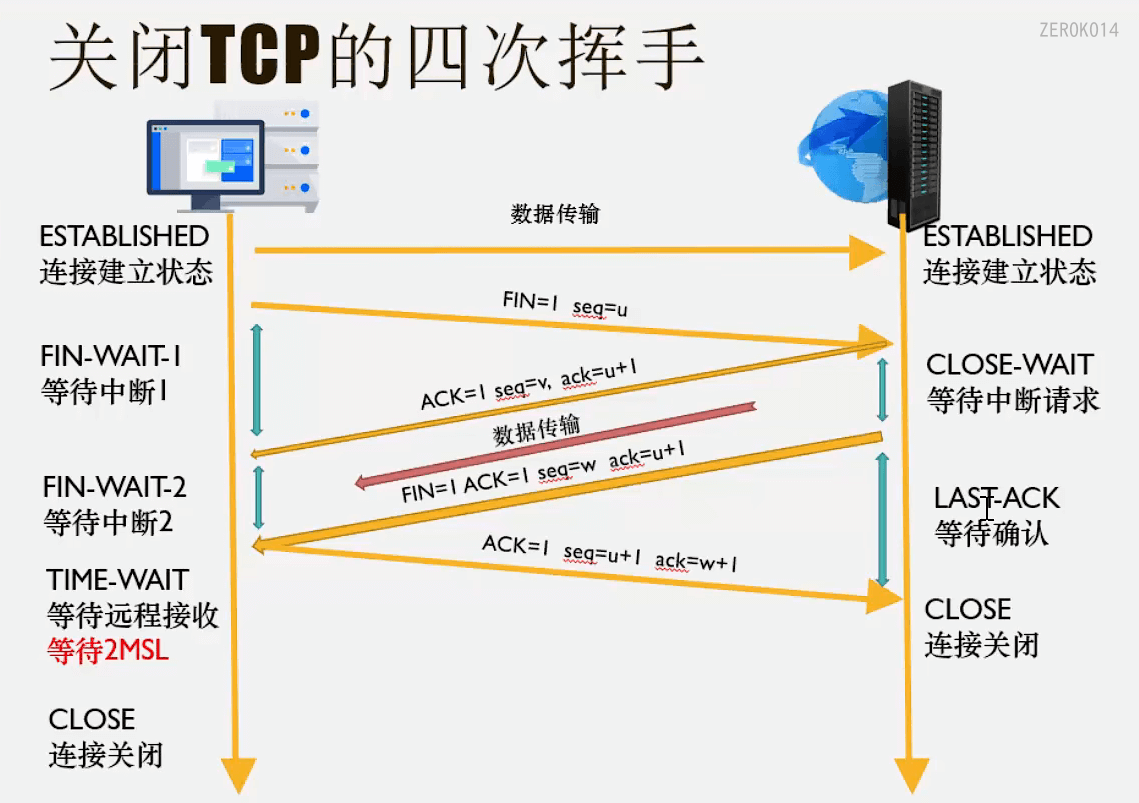 关闭TCP的四次挥手
ZEROK014
数据传输
ESTABLISHED
连接建立状态
ESTABLISHED
连接建立状态
FIN=1 seq=u
FIN-WAIT-1
等待中断1
CLOSE-WAIT
等待中断请求
ACK=1 seq=v, ack=u+1
数据传输
FIN=1 ACK=1 seq=w ack=u+1
FIN-WAIT-2
等待中断2
LAST-ACK
等待确认
ACK=1 seq=u+1 ack=w+1
TIME-WAIT
等待远程接收
等待2MSL
CLOSE
连接关闭
CLOSE
连接关闭